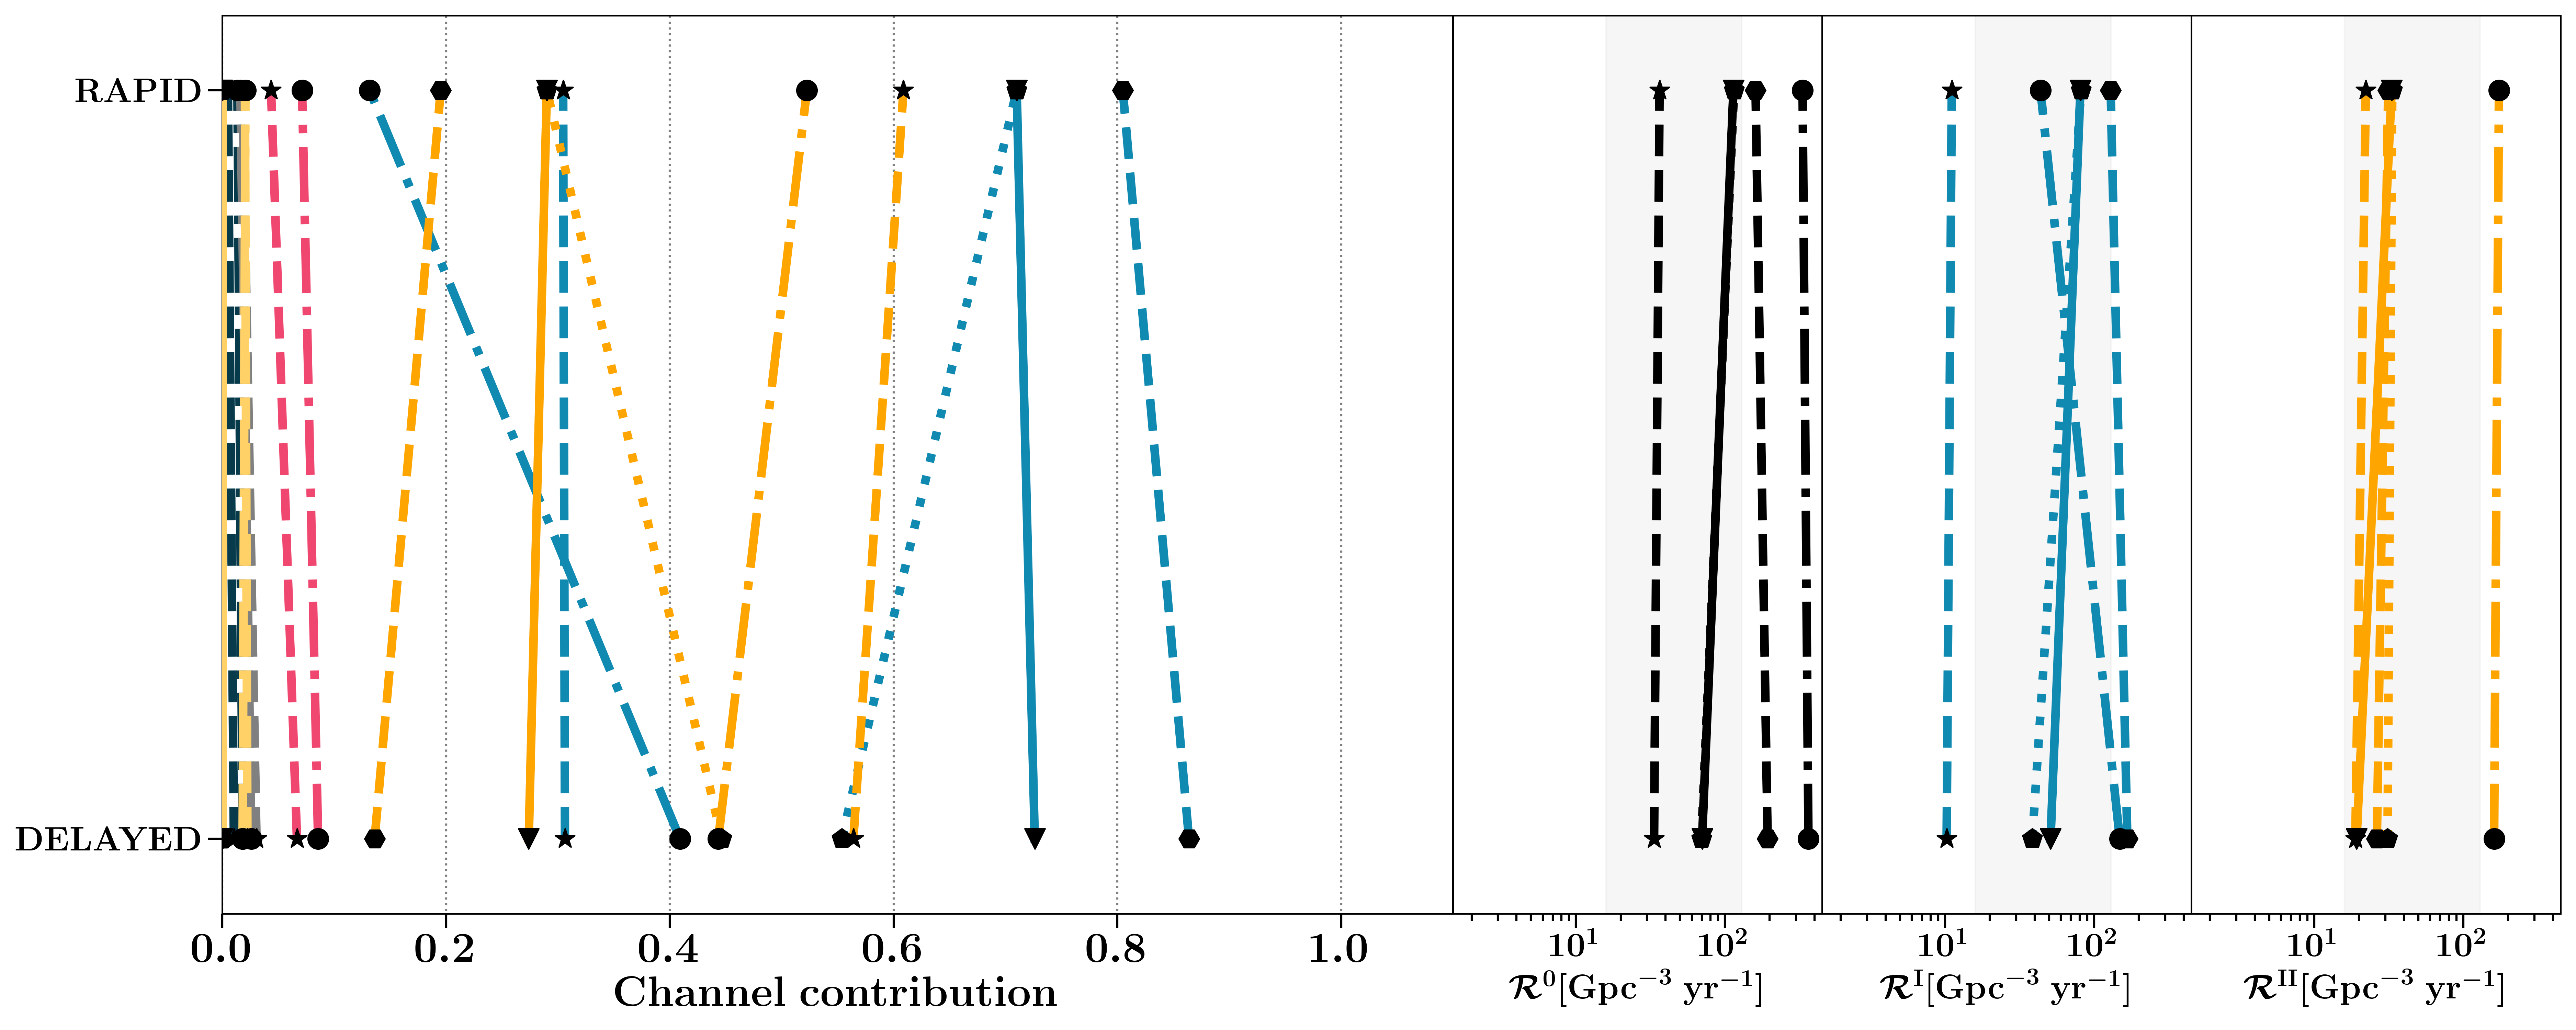 RAPID
DELAYED
0.0 0.2 0.4 0.6 0.8 1.0
Channel contribution
10¹ 10²
ℛ⁰[Gpc⁻³ yr⁻¹]
10¹ 10²
ℛᴵ[Gpc⁻³ yr⁻¹]
10¹ 10²
ℛᴵᴵ[Gpc⁻³ yr⁻¹]